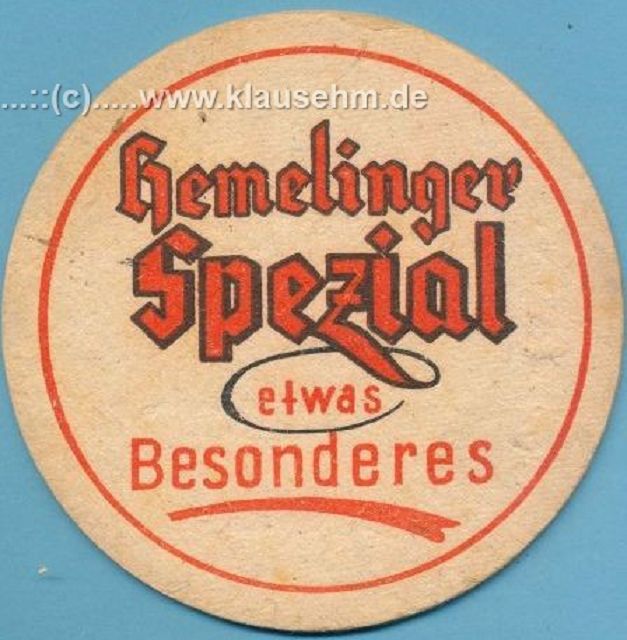 ...::(c).....www.klausehm.de
Hemelinger
Spezial
etwas
Besonderes